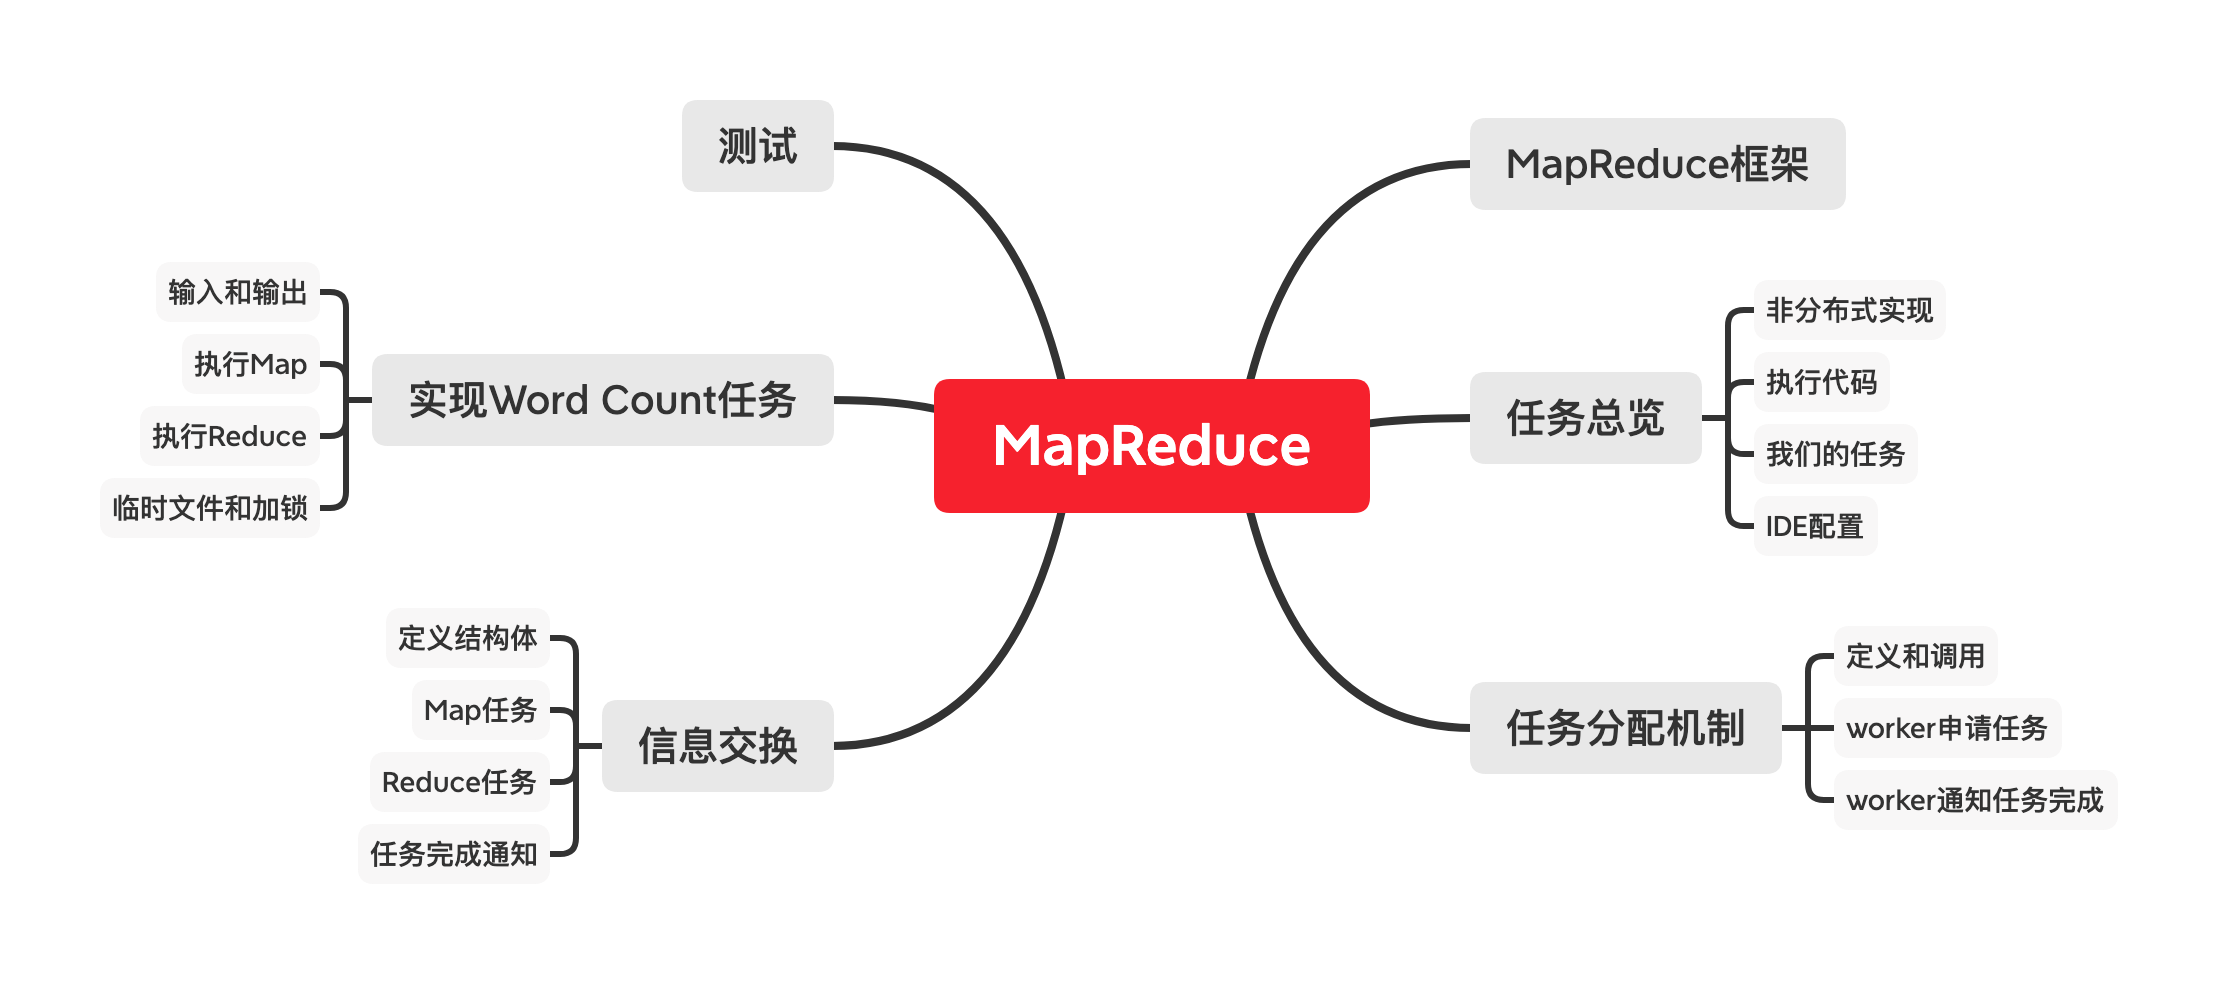 MapReduce
MapReduce框架
任务总览
非分布式实现
执行代码
我们的任务
IDE配置
任务分配机制
定义和调用
worker申请任务
worker通知任务完成
信息交换
定义结构体
Map任务
Reduce任务
任务完成通知
实现Word Count任务
输入和输出
执行Map
执行Reduce
临时文件和加锁
测试